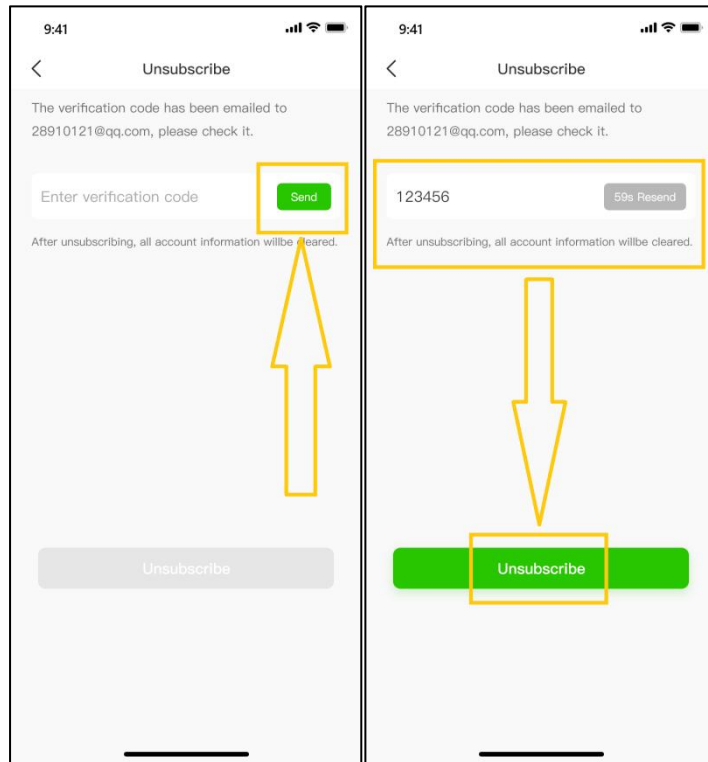 9:41
Unsubscribe
The verification code has been emailed to
28910121@qq.com, please check it.
Enter verification code
Send
After unsubscribing, all account information willbe cleared.
Unsubscribe
9:41
Unsubscribe
The verification code has been emailed to
28910121@qq.com, please check it.
123456
59s Resend
After unsubscribing, all account information willbe cleared.
Unsubscribe